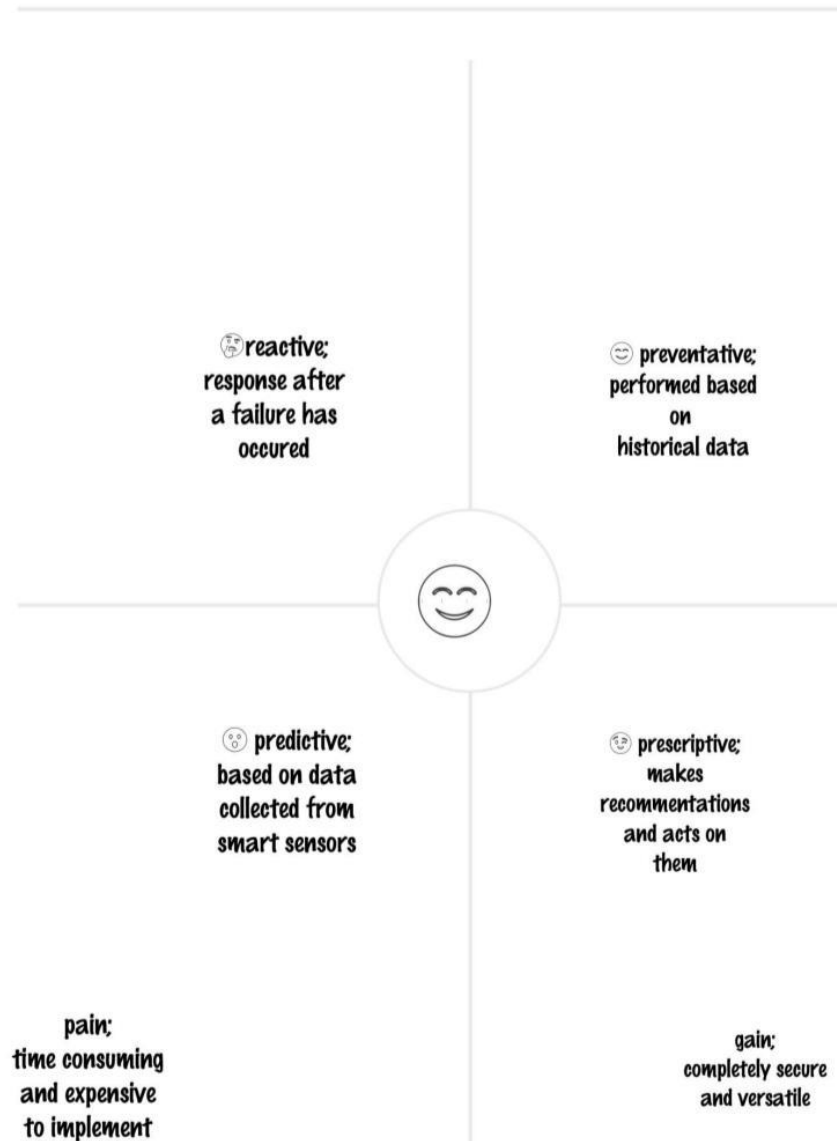 🤔reactive;
response after
a failure has
occured
😊 preventative;
performed based
on
historical data
😮 predictive;
based on data
collected from
smart sensors
😉 prescriptive;
makes
recommentations
and acts on
them
pain;
time consuming
and expensive
to implement
gain;
completely secure
and versatile